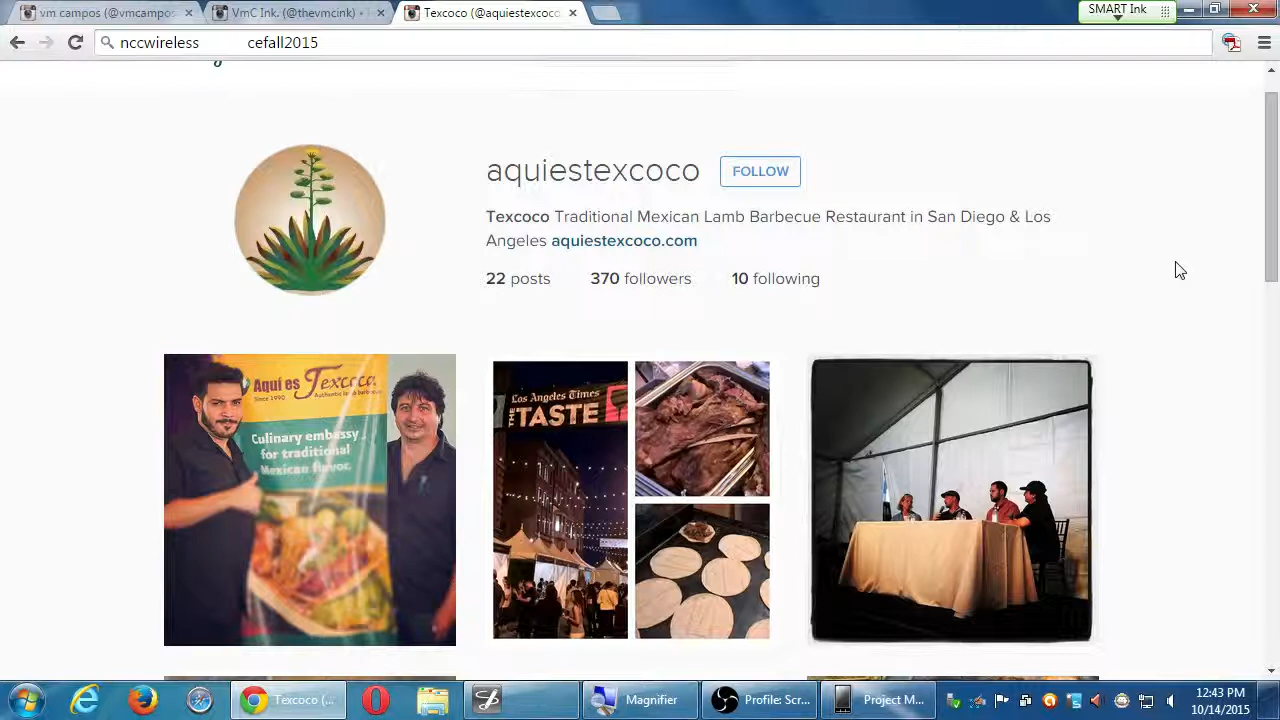 vm campos (@vmcampos
VmC Ink. (@thevmcink) •
Texcoco (@aquiestexcoco
SMART Ink
nccwireless cefall2015
aquiestexcoco FOLLOW
Texcoco Traditional Mexican Lamb Barbecue Restaurant in San Diego & Los
Angeles aquiestexcoco.com
22 posts 370 followers 10 following
Aquí es Texcoco
Since 1990 Authentic lamb barbecue
Culinary embassy
for traditional
Mexican flavor.
Los Angeles Times
THE TASTE
Texcoco (...
Magnifier
Profile: Scr...
Project M...
12:43 PM
10/14/2015